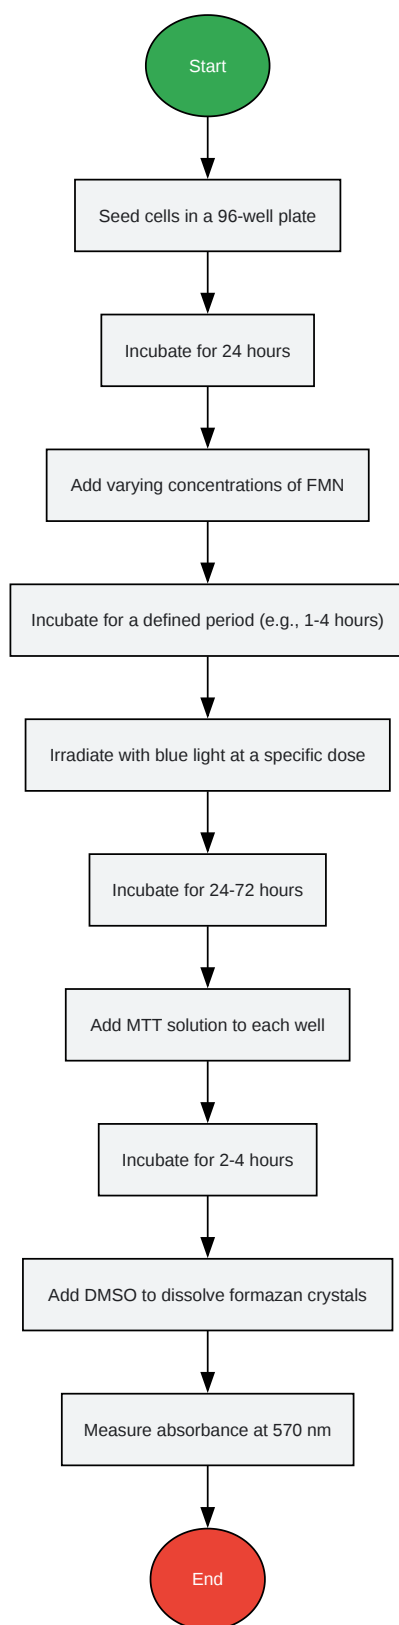 Start
Seed cells in a 96-well plate
Incubate for 24 hours
Add varying concentrations of FMN
Incubate for a defined period (e.g., 1-4 hours)
Irradiate with blue light at a specific dose
Incubate for 24-72 hours
Add MTT solution to each well
Incubate for 2-4 hours
Add DMSO to dissolve formazan crystals
Measure absorbance at 570 nm
End